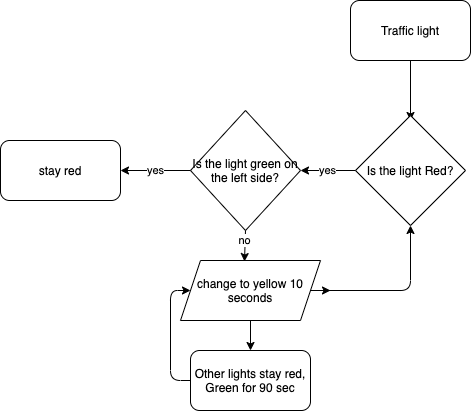 Traffic light
Is the light Red?
yes
Is the light green on
the left side?
yes
stay red
no
change to yellow 10
seconds
Other lights stay red,
Green for 90 sec